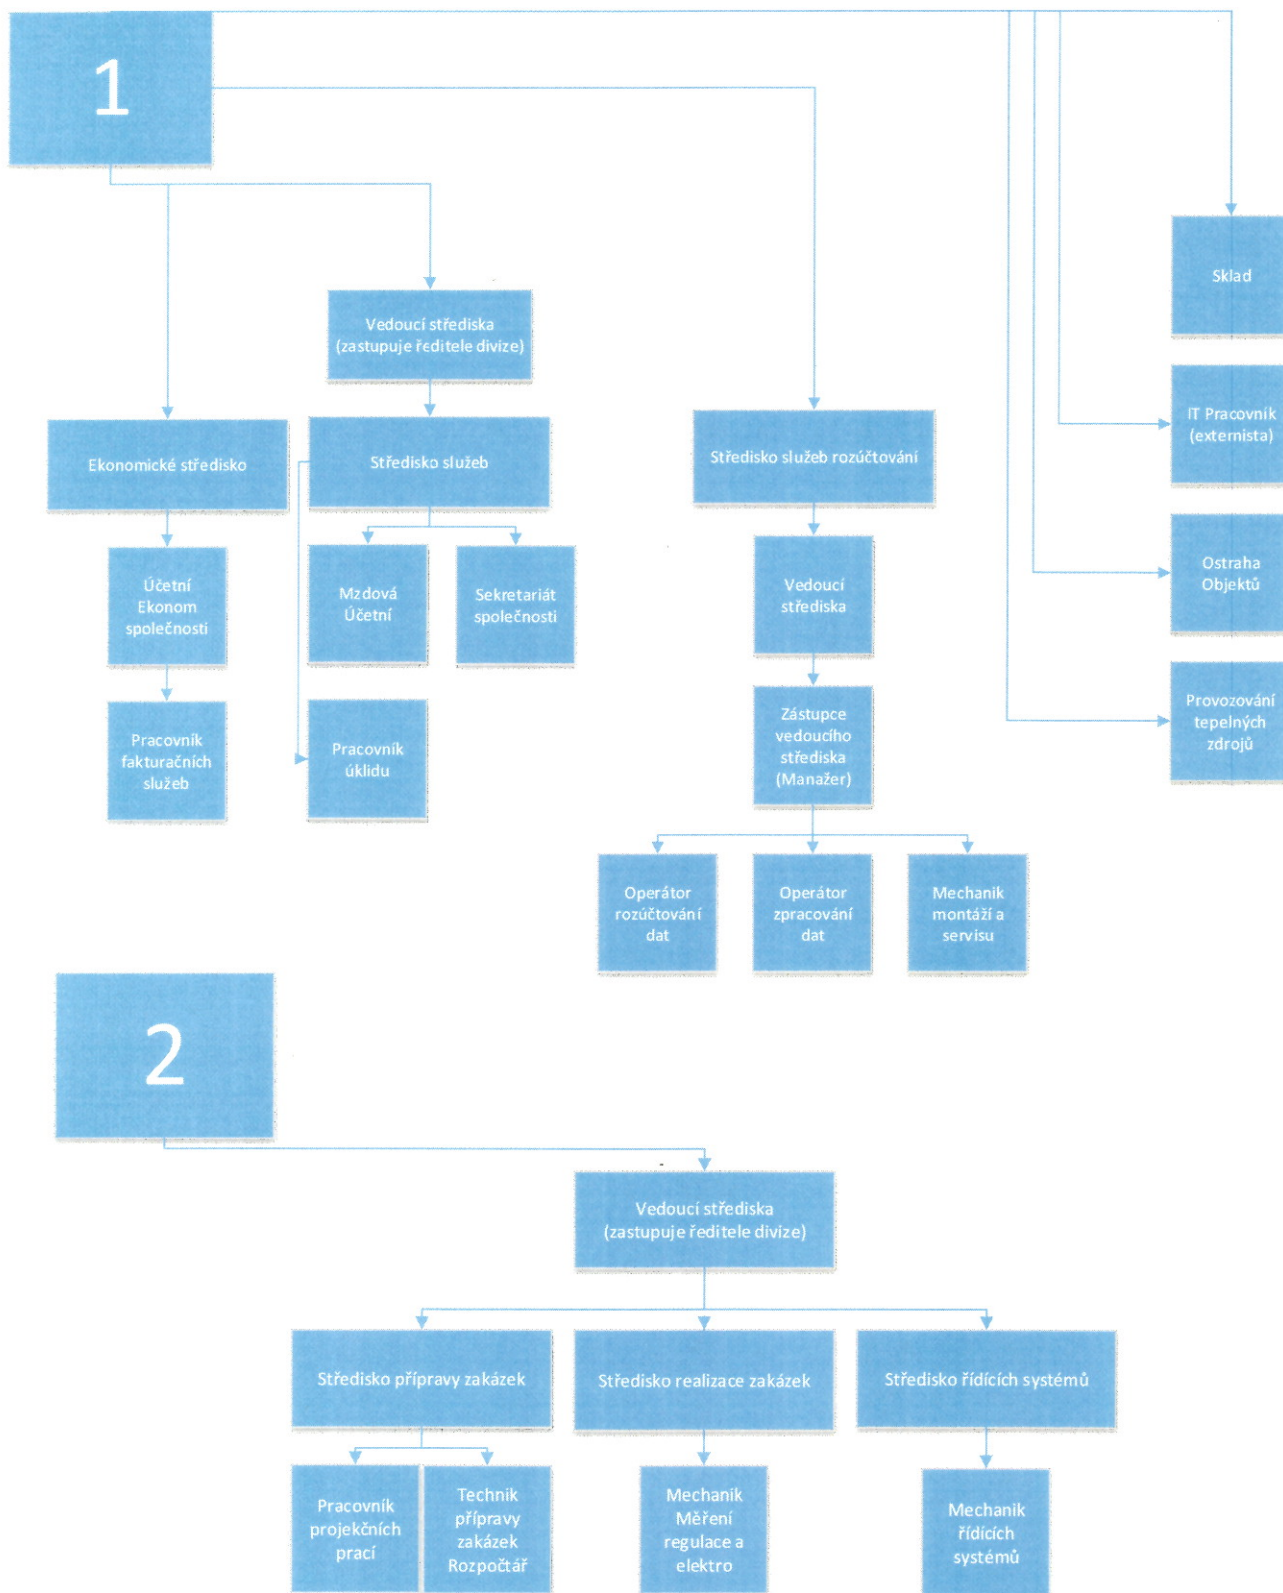 1
Sklad
Vedoucí střediska
(zastupuje ředitele divize)
IT Pracovník
(externista)
Ekonomické středisko
Středisko služeb
Středisko služeb rozúčtování
Účetní
Ekonom
společnosti
Mzdová
Účetní
Sekretariát
společnosti
Vedoucí
střediska
Ostraha
Objektů
Pracovník
fakturačních
služeb
Pracovník
úklidu
Zástupce
vedoucího
střediska
(Manažer)
Provozování
tepelných
zdrojů
Operátor
rozúčtování
dat
Operátor
zpracování
dat
Mechanik
montáží a
servisu
2
Vedoucí střediska
(zastupuje ředitele divize)
Středisko přípravy zakázek
Středisko realizace zakázek
Středisko řídících systémů
Pracovník
projekčních
prací
Technik
přípravy
zakázek
Rozpočtář
Mechanik
Měření
regulace a
elektro
Mechanik
řídících
systémů